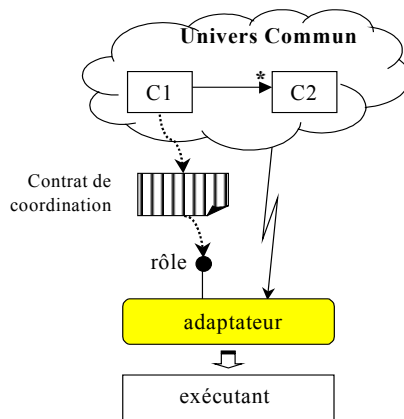 Univers Commun
C1
*
C2
Contrat de
coordination
rôle
adaptateur
exécutant